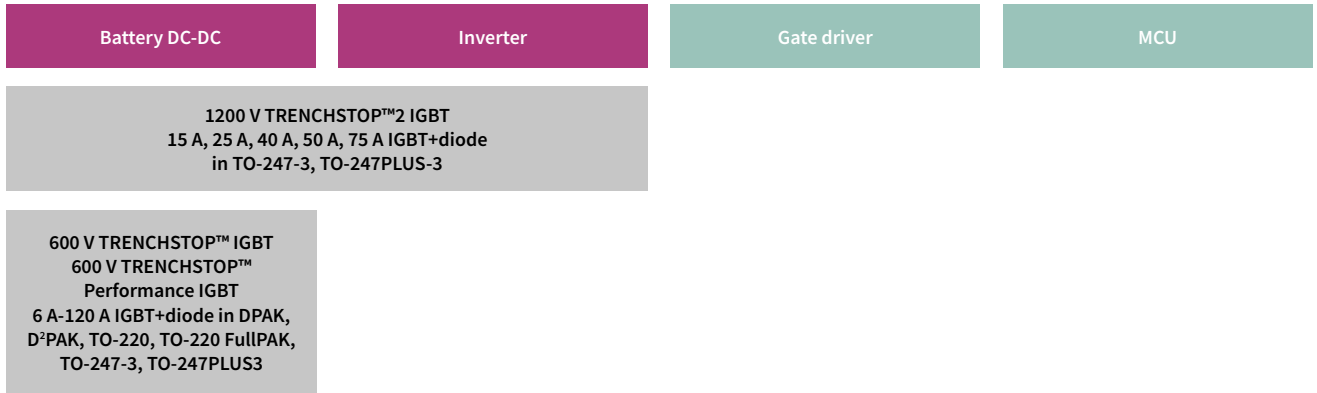 Battery DC-DC
Inverter
Gate driver
MCU
1200 V TRENCHSTOP™2 IGBT
15 A, 25 A, 40 A, 50 A, 75 A IGBT+diode
in TO-247-3, TO-247PLUS-3
600 V TRENCHSTOP™ IGBT
600 V TRENCHSTOP™
Performance IGBT
6 A-120 A IGBT+diode in DPAK,
D²PAK, TO-220, TO-220 FullPAK,
TO-247-3, TO-247PLUS3